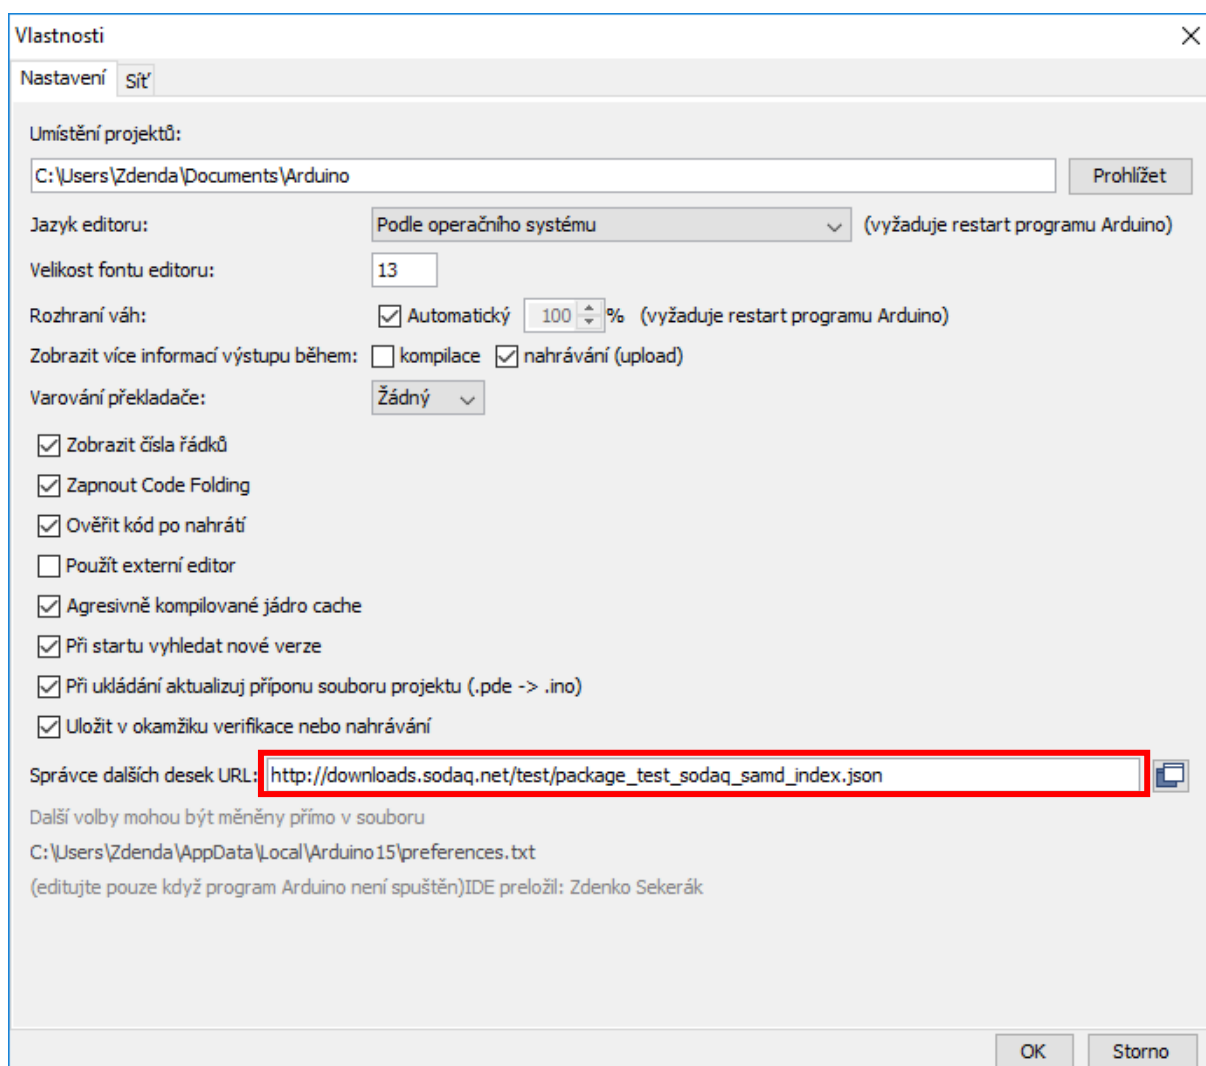 Vlastnosti
Nastavení Síť
Umístění projektů:
C:\Users\Zdenda\Documents\Arduino Prohlížet
Jazyk editoru: Podle operačního systému (vyžaduje restart programu Arduino)
Velikost fontu editoru: 13
Rozhraní váh: Automatický 100 % (vyžaduje restart programu Arduino)
Zobrazit více informací výstupu během: kompilace nahrávání (upload)
Varování překladače: Žádný
Zobrazit čísla řádků
Zapnout Code Folding
Ověřit kód po nahrátí
Použít externí editor
Agresivně kompilované jádro cache
Při startu vyhledat nové verze
Při ukládání aktualizuj příponu souboru projektu (.pde -> .ino)
Uložit v okamžiku verifikace nebo nahrávání
Správce dalších desek URL: http://downloads.sodaq.net/test/package_test_sodaq_samd_index.json
Další volby mohou být měněny přímo v souboru
C:\Users\Zdenda\AppData\Local\Arduino15\preferences.txt
(editujte pouze když program Arduino není spuštěn)IDE preložil: Zdenko Sekerák
OK Storno